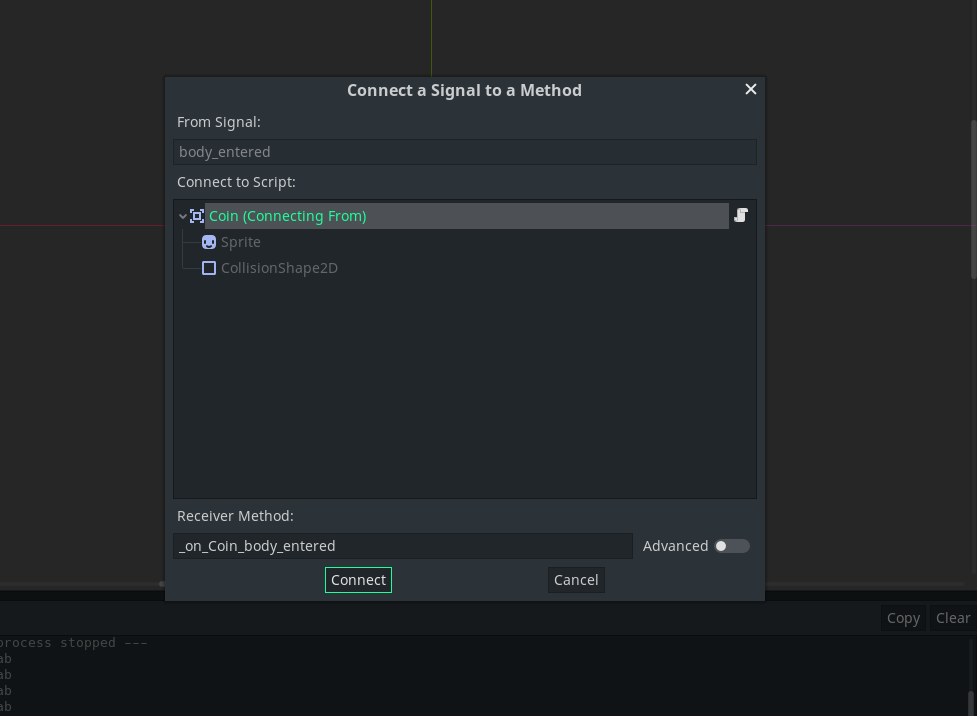 Connect a Signal to a Method
From Signal:
body_entered
Connect to Script:
Coin (Connecting From)
Sprite
CollisionShape2D
Receiver Method:
_on_Coin_body_entered Advanced
Connect Cancel
Copy Clear
process stopped ---
ab
ab
ab
ab